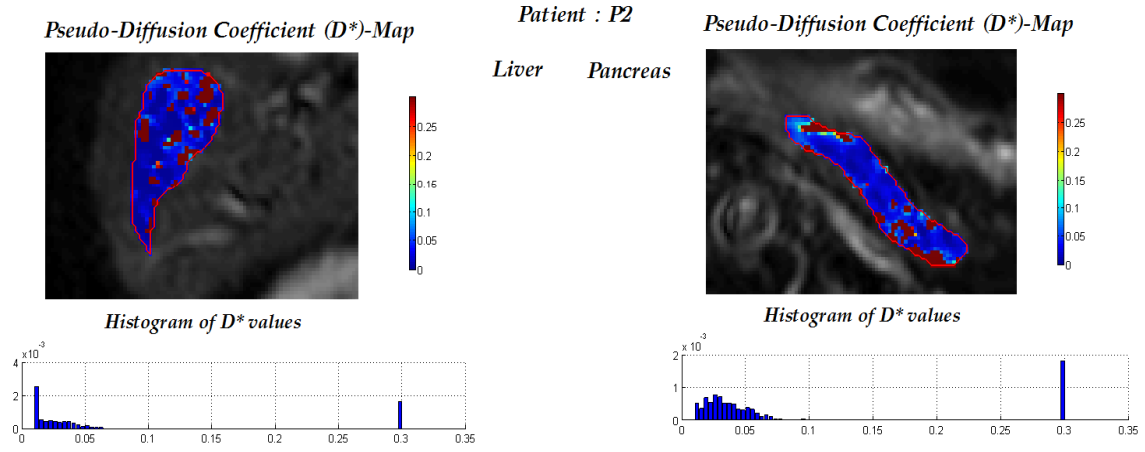 Patient : P2
Pseudo-Diffusion Coefficient (D*)-Map
Pseudo-Diffusion Coefficient (D*)-Map
Liver Pancreas
0.25
0.2
0.15
0.1
0.05
0
0.25
0.2
0.15
0.1
0.05
0
Histogram of D* values
x 10⁻³
4
2
0
0 0.05 0.1 0.15 0.2 0.25 0.3 0.35
Histogram of D* values
x 10⁻³
2
1
0
0 0.05 0.1 0.15 0.2 0.25 0.3 0.35